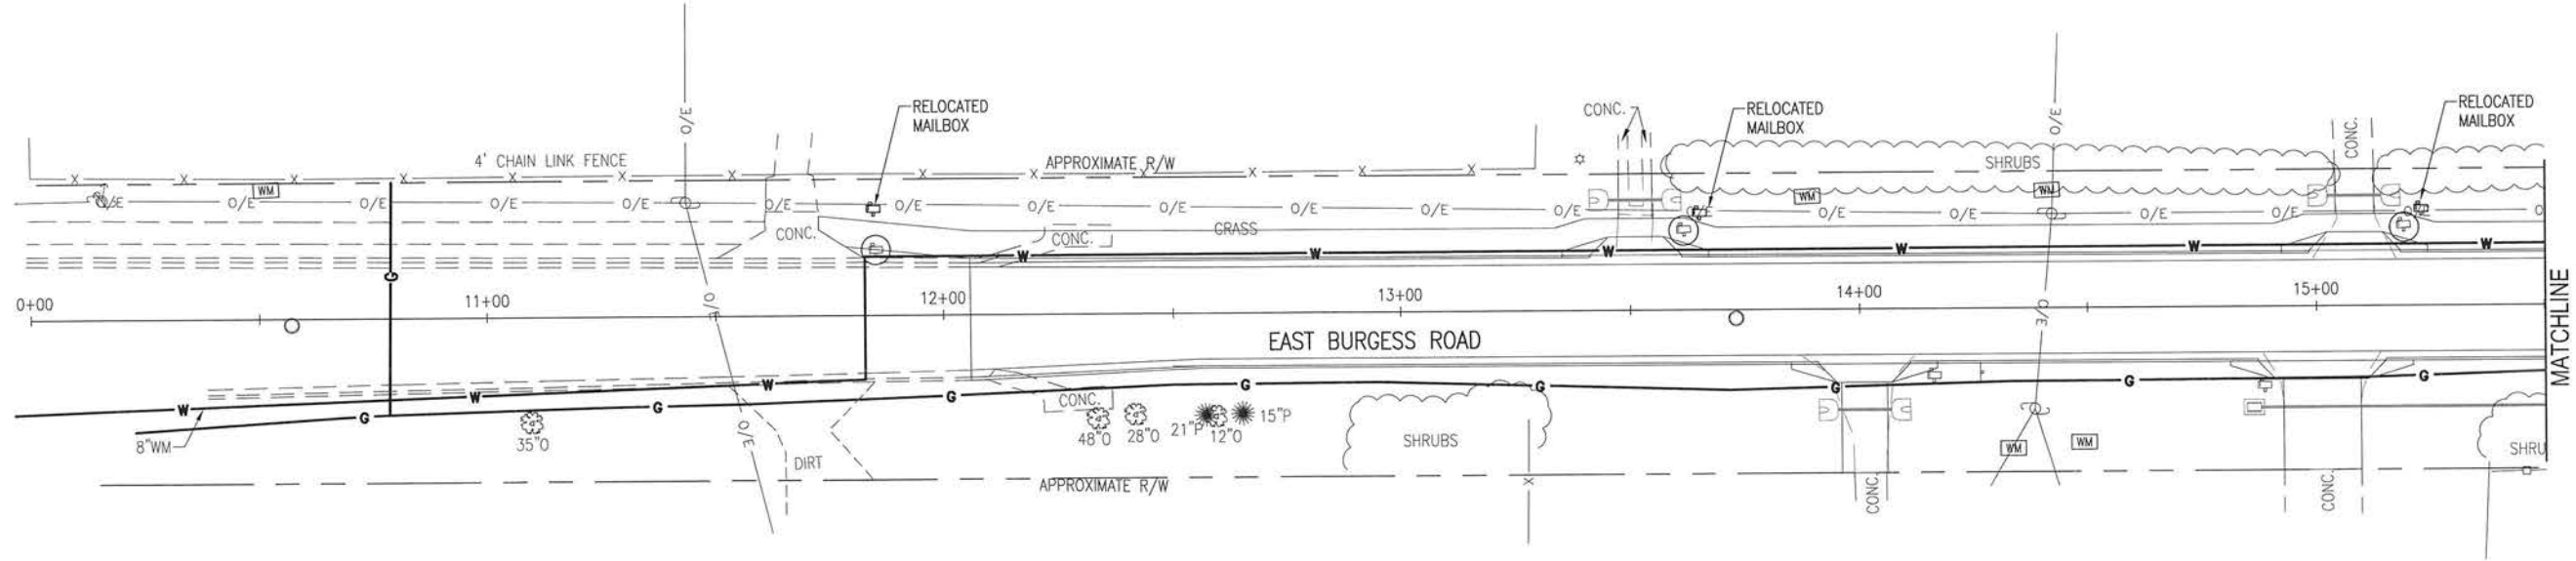 O/E
O/E
RELOCATED
MAILBOX
CONC.
RELOCATED
MAILBOX
RELOCATED
MAILBOX
CONC.
4' CHAIN LINK FENCE
APPROXIMATE R/W
SHRUBS
X X X X X X X X X X X X X
WM
WM
WM
O/E O/E O/E O/E O/E O/E O/E O/E O/E O/E O/E O/E O/E O/E O/E O/E O/E
CONC.
CONC.
GRASS
W W W W W W
G
0+00
11+00
12+00
13+00
14+00
15+00
O/E
O/E
EAST BURGESS ROAD
MATCHLINE
W W W
G G G G G G G G
8"WM
35"O
O/E
CONC.
48"O
28"O
21"P
12"O
15"P
SHRUBS
WM
WM
SHRU
DIRT
APPROXIMATE R/W
X
CONC.
CONC.